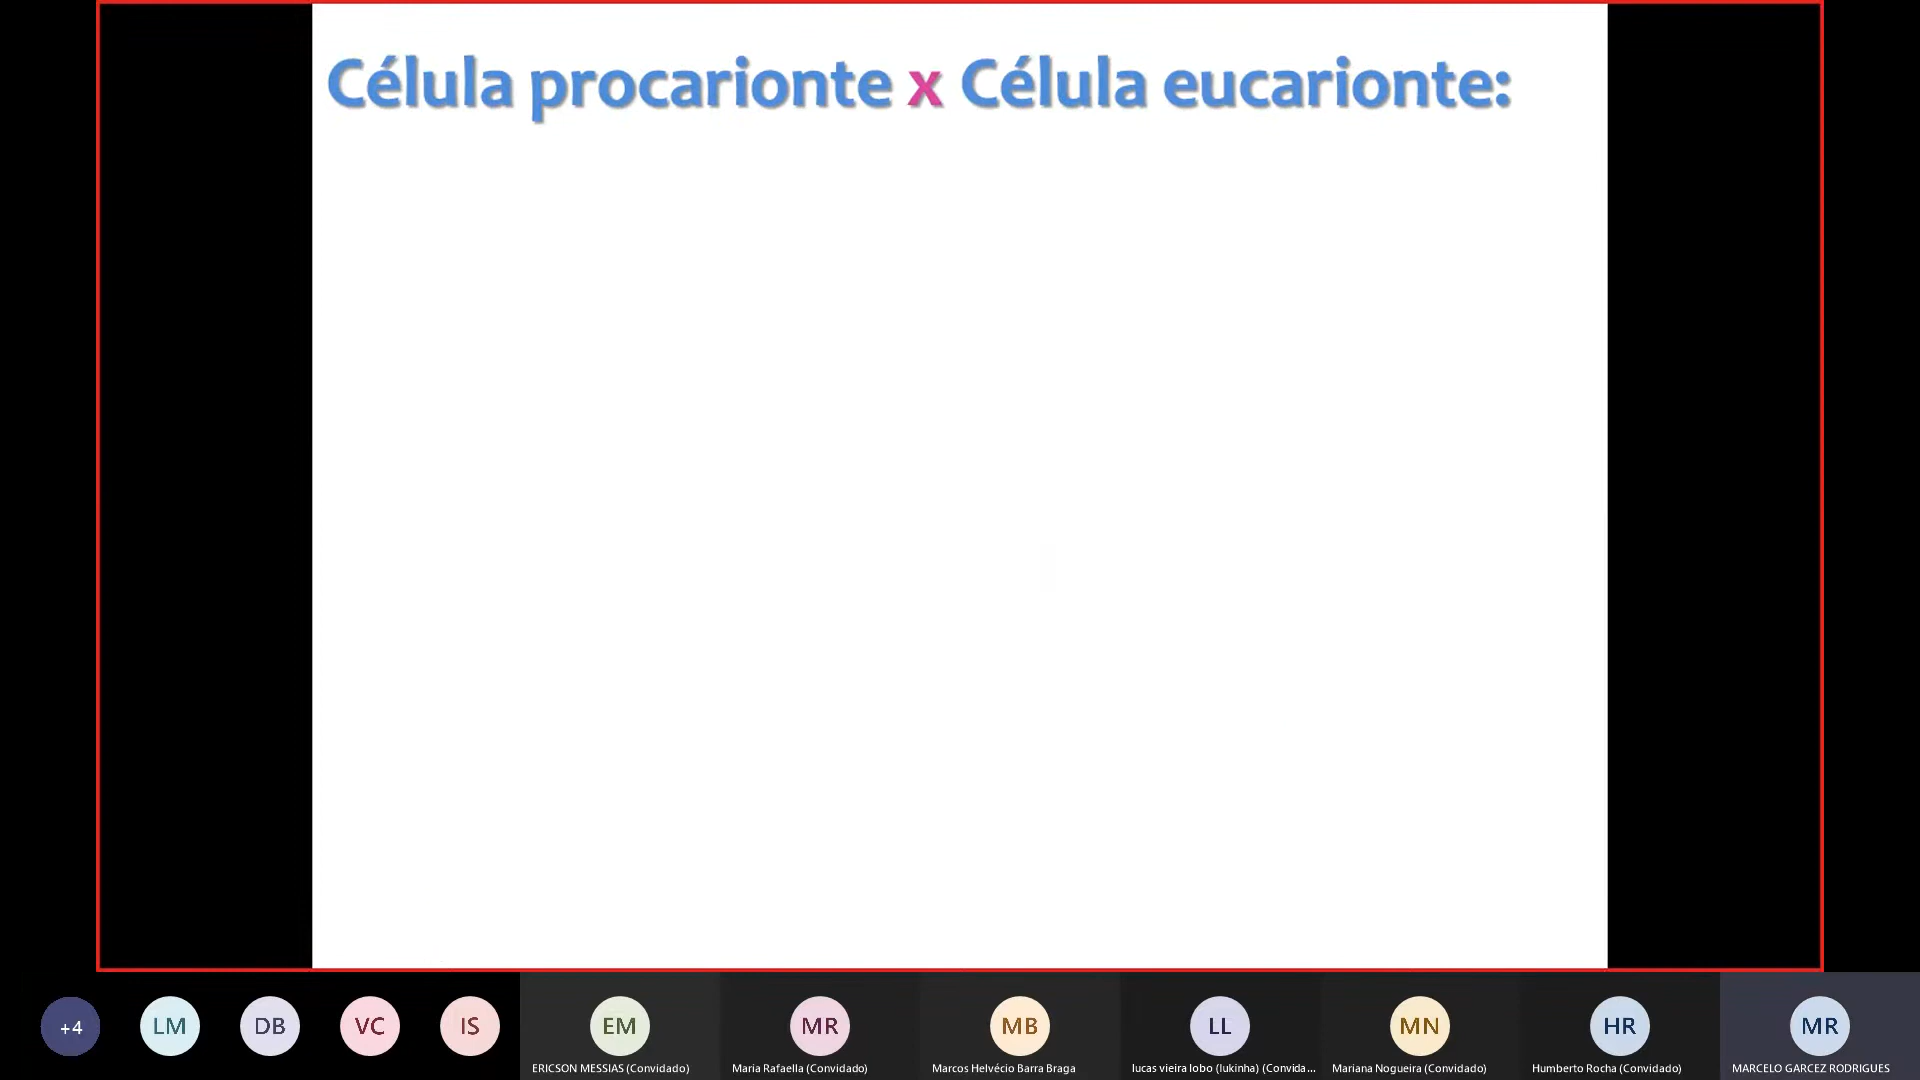 Célula procarionte x Célula eucarionte:
+4
LM
DB
VC
IS
EM
MR
MB
LL
MN
HR
MR
ERICSON MESSIAS (Convidado)
Maria Rafaella (Convidado)
Marcos Helvécio Barra Braga
lucas vieira lobo (lukinha) (Convida...
Mariana Nogueira (Convidado)
Humberto Rocha (Convidado)
MARCELO GARCEZ RODRIGUES